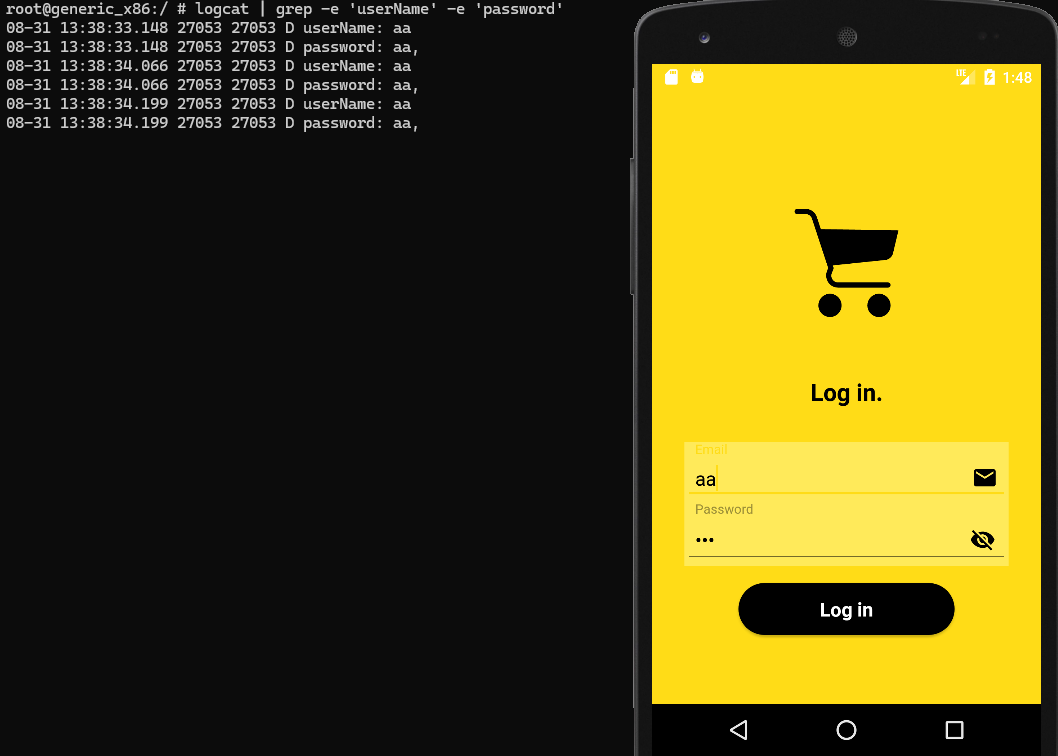 root@generic_x86:/ # logcat | grep -e 'userName' -e 'password'
08-31 13:38:33.148 27053 27053 D userName: aa
08-31 13:38:33.148 27053 27053 D password: aa,
08-31 13:38:34.066 27053 27053 D userName: aa
08-31 13:38:34.066 27053 27053 D password: aa,
08-31 13:38:34.199 27053 27053 D userName: aa
08-31 13:38:34.199 27053 27053 D password: aa,
LTE 1:48
Log in.
Email
aa
Password
•••
Log in